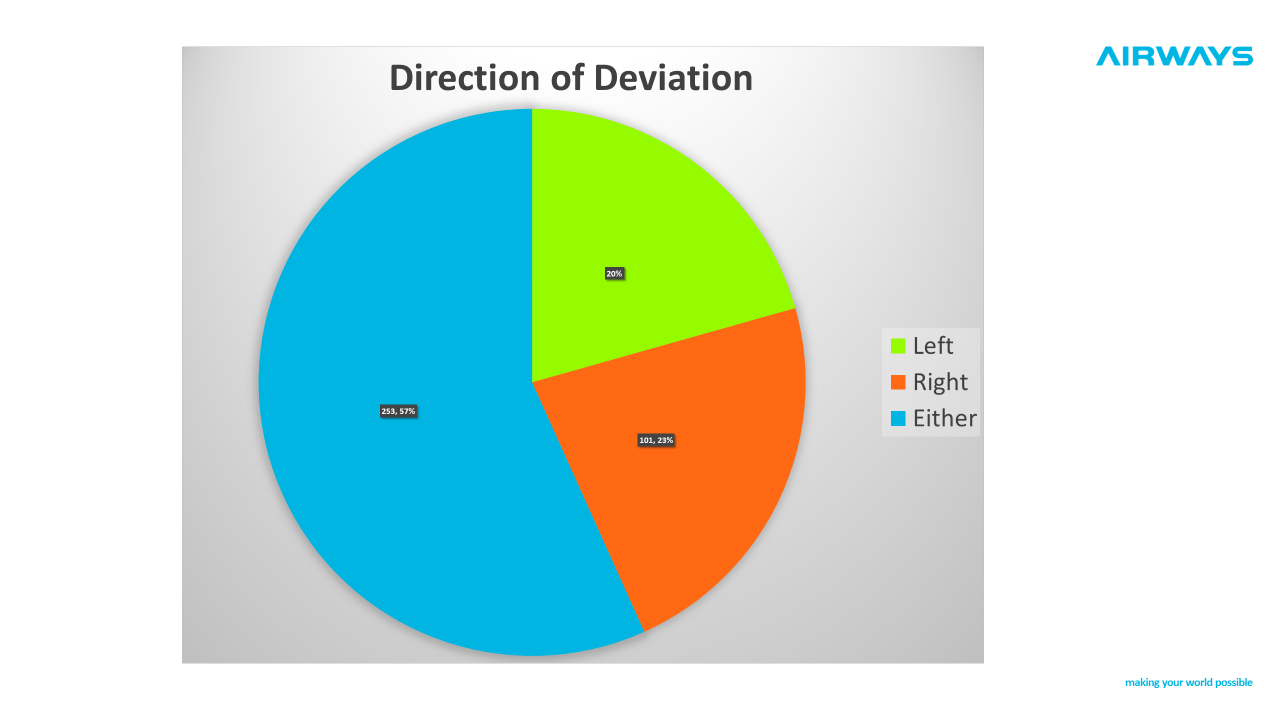 AIRWAYS
Direction of Deviation
20%
253, 57%
101, 23%
Left
Right
Either
making your world possible